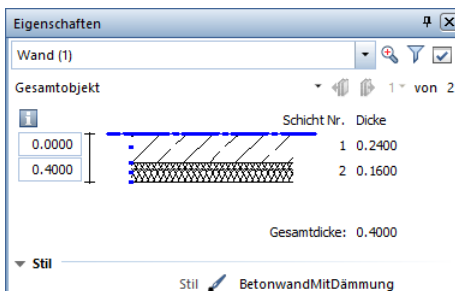 Eigenschaften
Wand (1)
Gesamtobjekt 1 von 2
Schicht Nr. Dicke
0.0000 1 0.2400
0.4000 2 0.1600
Gesamtdicke: 0.4000
Stil
Stil BetonwandMitDämmung